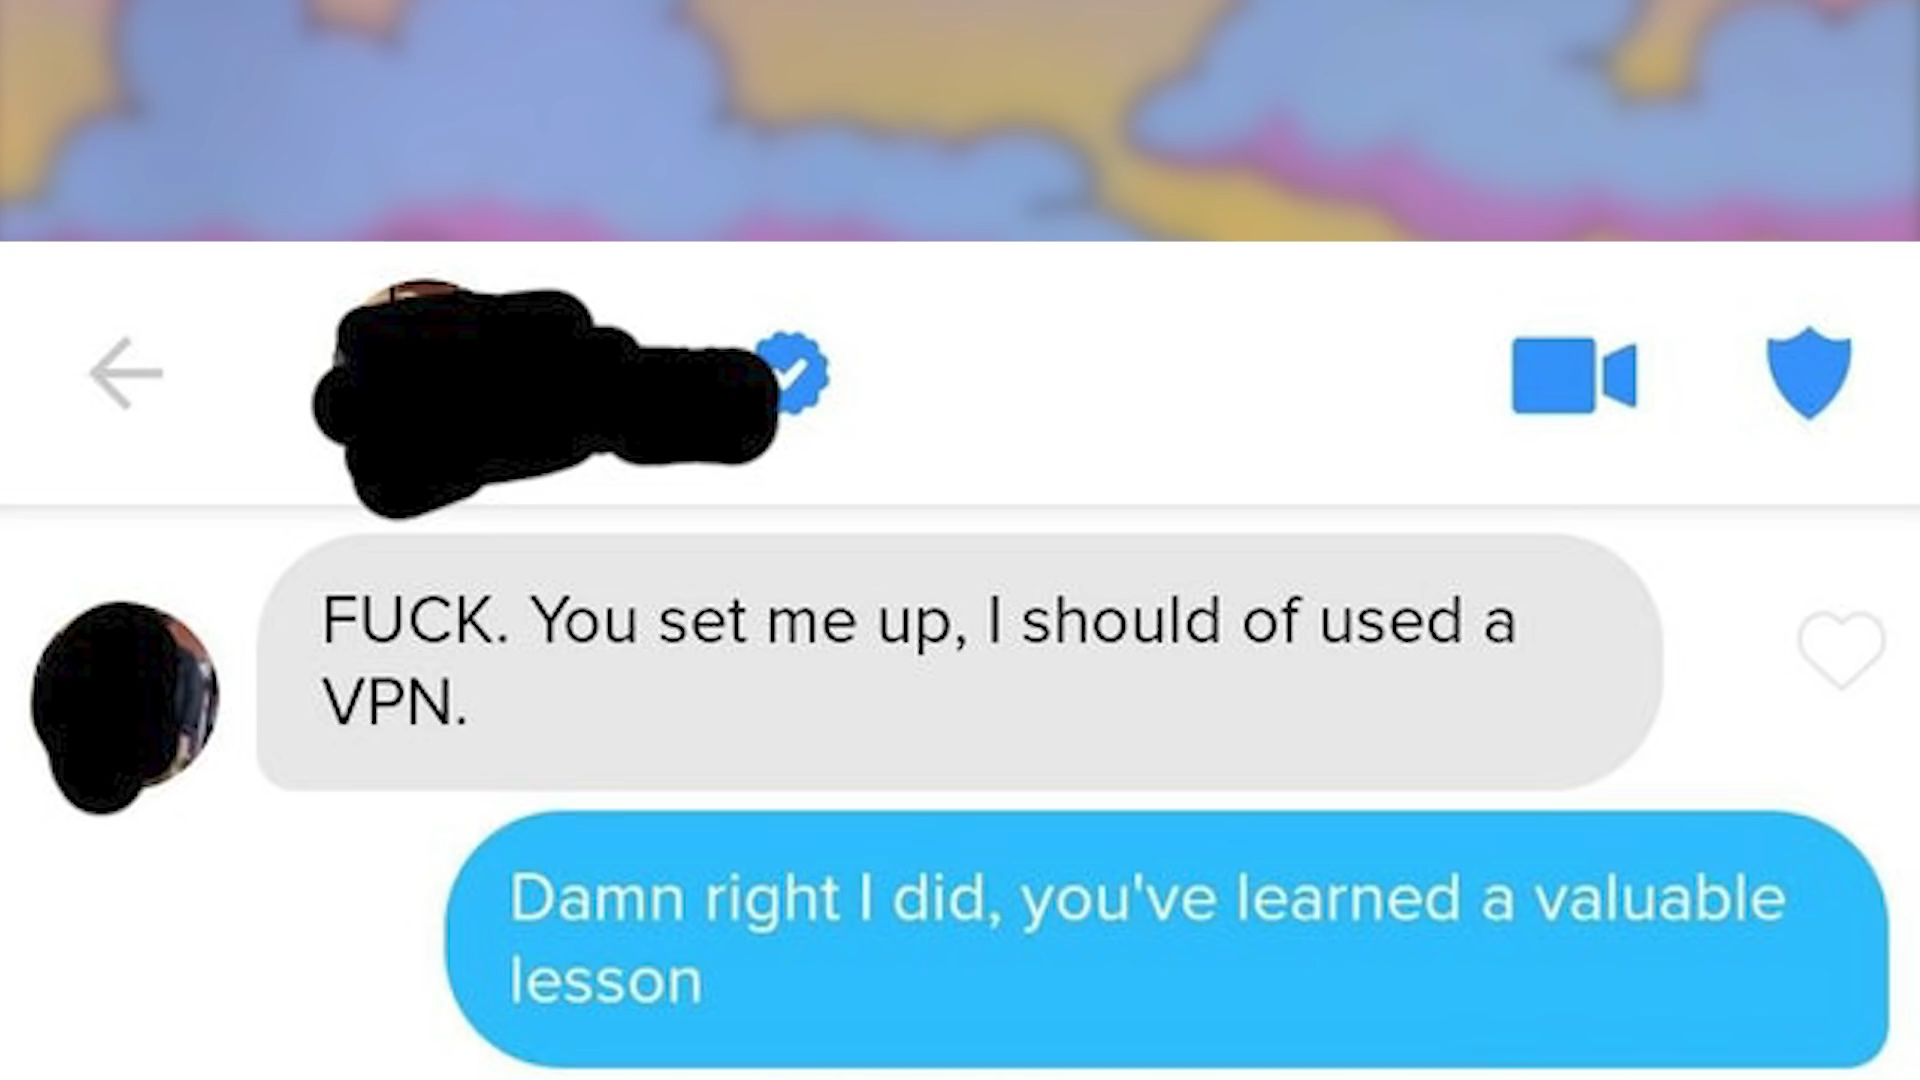 FUCK. You set me up, I should of used a
VPN.
Damn right I did, you've learned a valuable
lesson